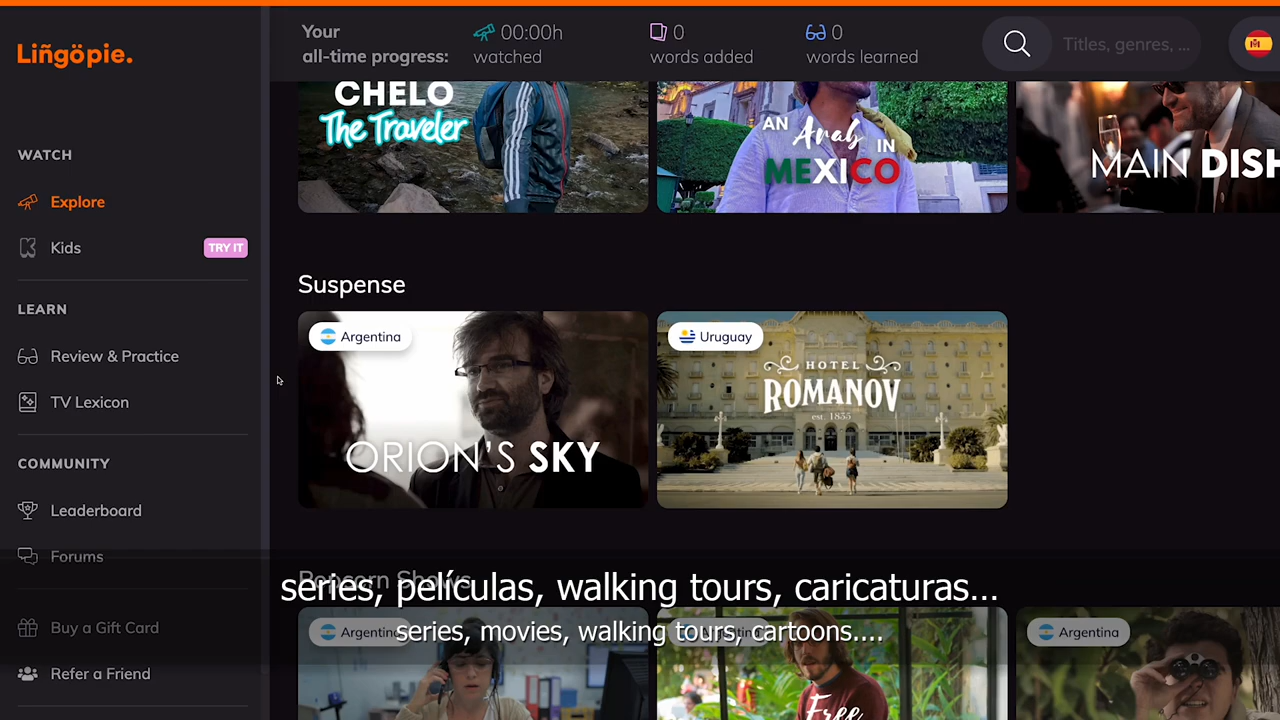 Liñgöpie.
Your
all-time progress:
00:00h
watched
0
words added
0
words learned
Titles, genres, ...
WATCH
Explore
Kids
TRY IT
LEARN
Review & Practice
TV Lexicon
COMMUNITY
Leaderboard
Forums
Buy a Gift Card
Refer a Friend
CHELO
The Traveler
AN Arab IN
MEXICO
MAIN DISH
Suspense
Argentina
ORION'S SKY
Uruguay
HOTEL
ROMANOV
est. 1835
Popcorn Shows
series, películas, walking tours, caricaturas...
series, movies, walking tours, cartoons....
Argentina
Argentina
Argentina
Free